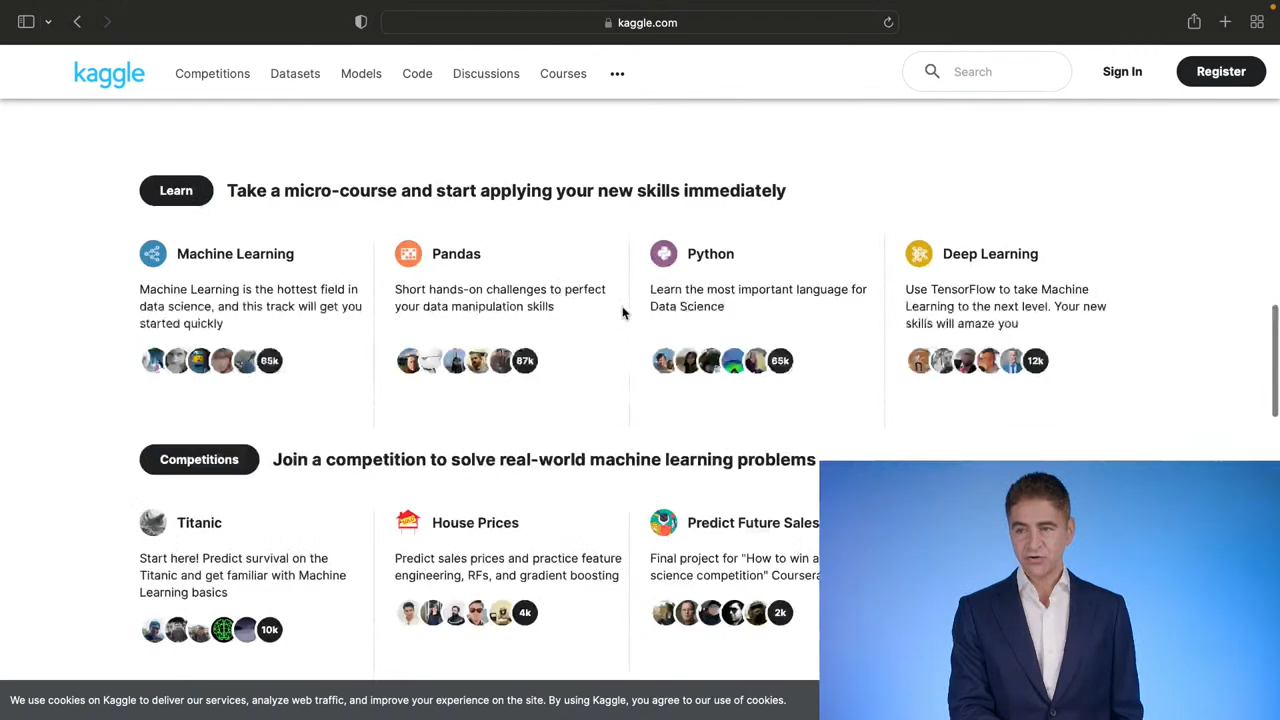 kaggle.com
kaggle
Competitions
Datasets
Models
Code
Discussions
Courses
•••
Search
Sign In
Register
Learn
Take a micro-course and start applying your new skills immediately
Machine Learning
Machine Learning is the hottest field in
data science, and this track will get you
started quickly
65k
Pandas
Short hands-on challenges to perfect
your data manipulation skills
87k
Python
Learn the most important language for
Data Science
65k
Deep Learning
Use TensorFlow to take Machine
Learning to the next level. Your new
skills will amaze you
12k
Competitions
Join a competition to solve real-world machine learning problems
Titanic
Start here! Predict survival on the
Titanic and get familiar with Machine
Learning basics
10k
House Prices
Predict sales prices and practice feature
engineering, RFs, and gradient boosting
4k
Predict Future Sales
Final project for "How to win a
science competition"
2k
We use cookies on Kaggle to deliver our services, analyze web traffic, and improve your experience on the site. By using Kaggle, you agree to our use of cookies.